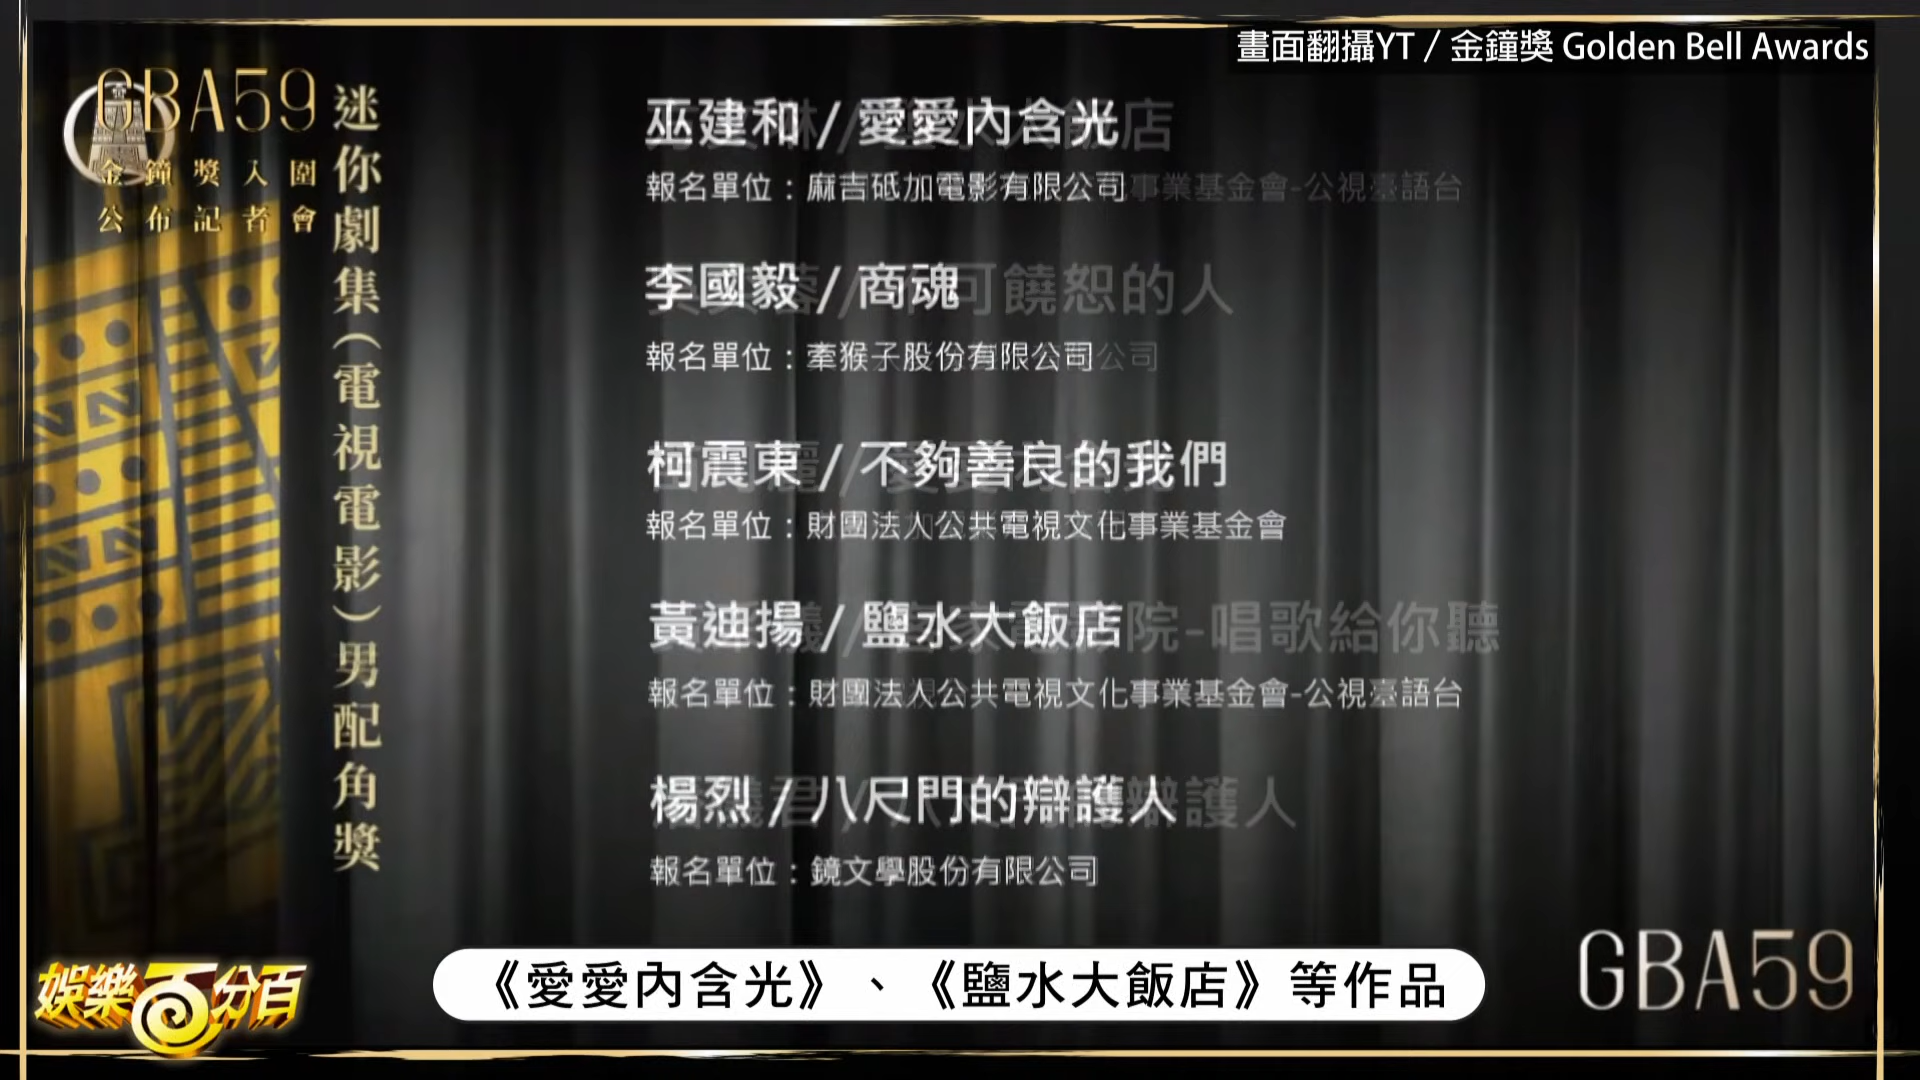 畫面翻攝YT / 金鐘獎 Golden Bell Awards
GBA59
金鐘獎入圍
公布記者會
迷你劇集(電視電影)男配角獎
巫建和 / 愛愛內含光
報名單位：麻吉砥加電影有限公司
李國毅 / 商魂
報名單位：牽猴子股份有限公司
柯震東 / 不夠善良的我們
報名單位：財團法人公共電視文化事業基金會
黃迪揚 / 鹽水大飯店
報名單位：財團法人公共電視文化事業基金會-公視臺語台
楊烈 / 八尺門的辯護人
報名單位：鏡文學股份有限公司
娛樂百分百
《愛愛內含光》、《鹽水大飯店》等作品
GBA59